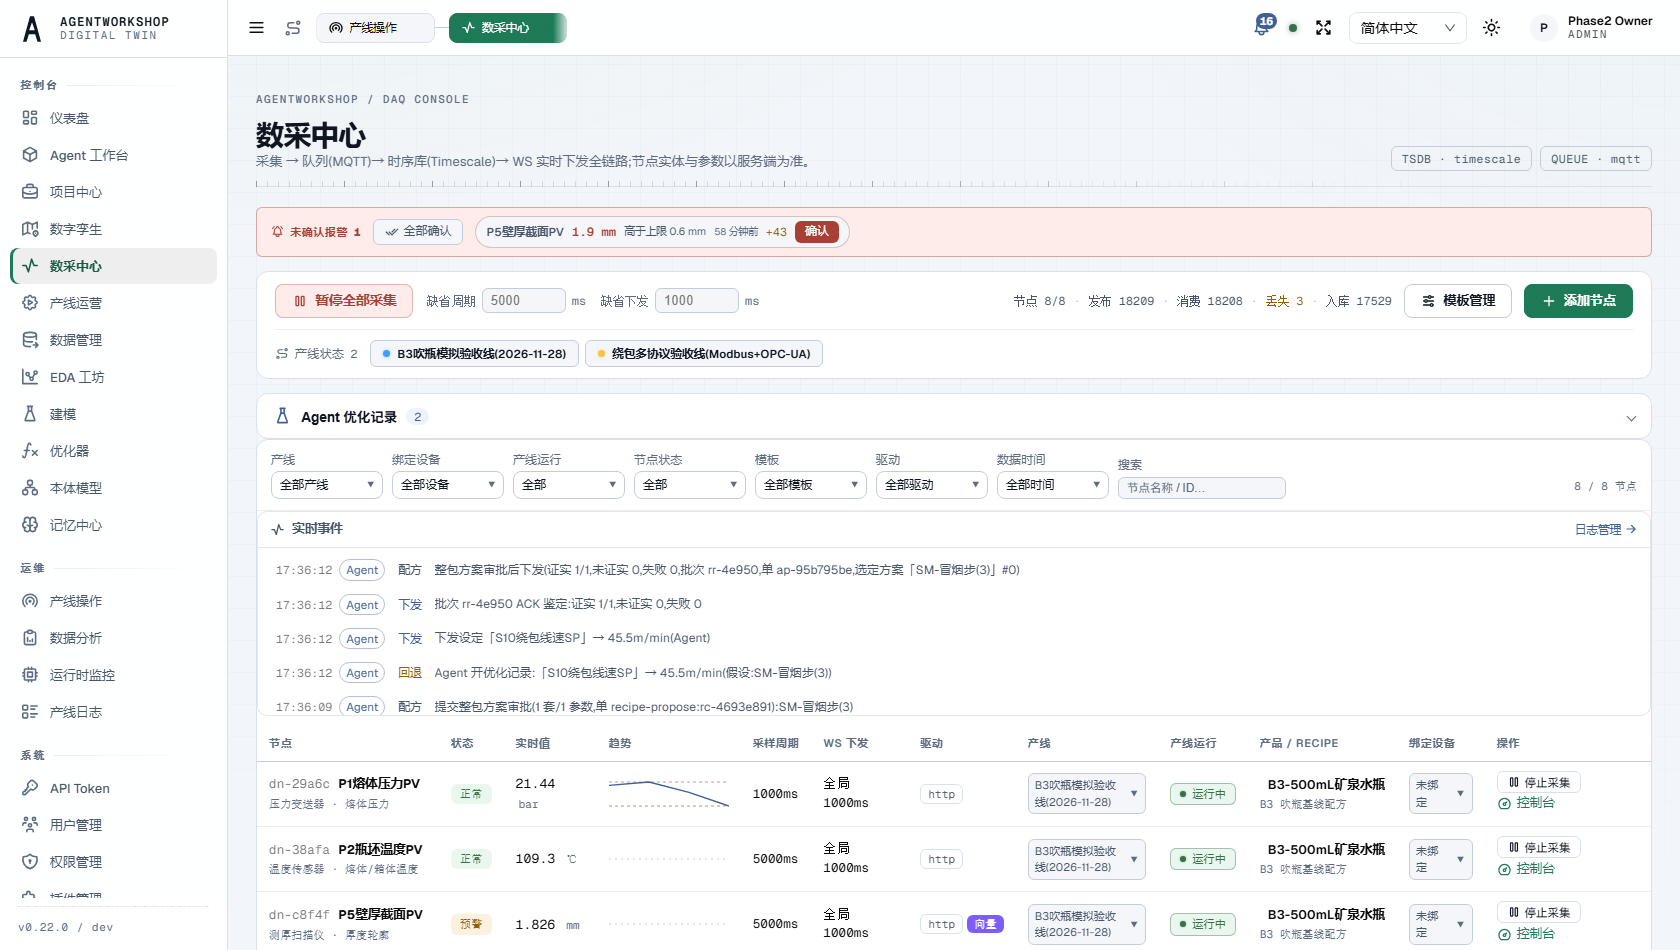 AGENTWORKSHOP
DIGITAL TWIN
控制台
仪表盘
Agent 工作台
项目中心
数字孪生
数采中心
产线运营
数据管理
EDA 工坊
建模
优化器
本体模型
记忆中心
运维
产线操作
数据分析
运行时监控
产线日志
系统
API Token
用户管理
权限管理
插件管理
v0.22.0 / dev
产线操作
数采中心
16
简体中文
P
Phase2 Owner
ADMIN
AGENTWORKSHOP / DAQ CONSOLE
数采中心
采集 → 队列(MQTT)→ 时序库(Timescale)→ WS 实时下发全链路;节点实体与参数以服务端为准。
TSDB · timescale
QUEUE · mqtt
未确认报警 1
全部确认
P5壁厚截面PV 1.9 mm 高于上限 0.6 mm 58 分钟前 +43 确认
暂停全部采集
缺省周期 5000 ms
缺省下发 1000 ms
节点 8/8 · 发布 18209 · 消费 18208 · 丢失 3 · 入库 17529
模板管理
添加节点
产线状态 2
B3吹瓶模拟验收线(2026-11-28)
绕包多协议验收线(Modbus+OPC-UA)
Agent 优化记录 2
产线 绑定设备 产线运行 节点状态 模板 驱动 数据时间 搜索
全部产线 全部设备 全部 全部 全部模板 全部驱动 全部时间 节点名称 / ID...
8 / 8 节点
实时事件
日志管理 →
17:36:12 Agent 配方 整包方案审批后下发(证实 1/1,未证实 0,失败 0,批次 rr-4e950,单 ap-95b795be,选定方案「SM-冒烟步(3)」#0)
17:36:12 Agent 下发 批次 rr-4e950 ACK 鉴定:证实 1/1,未证实 0,失败 0
17:36:12 Agent 下发 下发设定「S10绕包线速SP」→ 45.5m/min(Agent)
17:36:12 Agent 回退 Agent 开优化记录:「S10绕包线速SP」→ 45.5m/min(假设:SM-冒烟步(3))
17:36:09 Agent 配方 提交整包方案审批(1 套/1 参数,单 recipe-propose:rc-4693e891):SM-冒烟步(3)
节点 状态 实时值 趋势 采样周期 WS 下发 驱动 产线 产线运行 产品 / RECIPE 绑定设备 操作
dn-29a6c P1熔体压力PV
压力变送器 · 熔体压力
正常
21.44
bar
1000ms
全局
1000ms
http
B3吹瓶模拟验收
线(2026-11-28)
运行中
B3-500mL矿泉水瓶
B3 吹瓶基线配方
未绑
定
停止采集
控制台
dn-38afa P2瓶坯温度PV
温度传感器 · 熔体/箱体温度
正常
109.3 ℃
5000ms
全局
1000ms
http
B3吹瓶模拟验收
线(2026-11-28)
运行中
B3-500mL矿泉水瓶
B3 吹瓶基线配方
未绑
定
停止采集
控制台
dn-c8f4f P5壁厚截面PV
测厚扫描仪 · 厚度轮廓
预警
1.826 mm
5000ms
全局
1000ms
http 向量
B3吹瓶模拟验收
线(2026-11-28)
运行中
B3-500mL矿泉水瓶
B3 吹瓶基线配方
未绑
定
停止采集
控制台